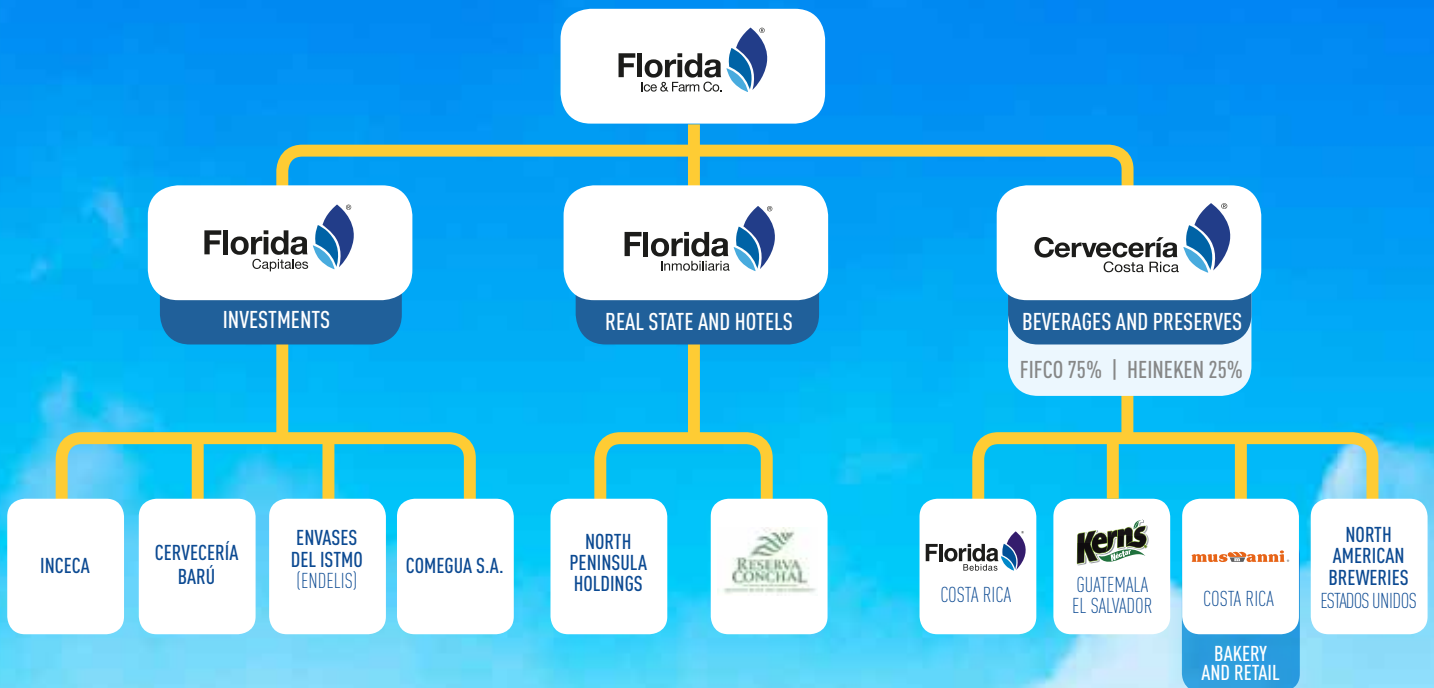 Florida
Ice & Farm Co.
Florida
Capitales
INVESTMENTS
Florida
Inmobiliaria
REAL STATE AND HOTELS
Cervecería
Costa Rica
BEVERAGES AND PRESERVES
FIFCO 75% | HEINEKEN 25%
INCECA
CERVECERÍA
BARÚ
ENVASES
DEL ISTMO
(ENDELIS)
COMEGUA S.A.
NORTH
PENINSULA
HOLDINGS
RESERVA
CONCHAL
Florida
Bebidas
COSTA RICA
Kern's
Néctar
GUATEMALA
EL SALVADOR
musmanni
COSTA RICA
BAKERY
AND RETAIL
NORTH
AMERICAN
BREWERIES
ESTADOS UNIDOS